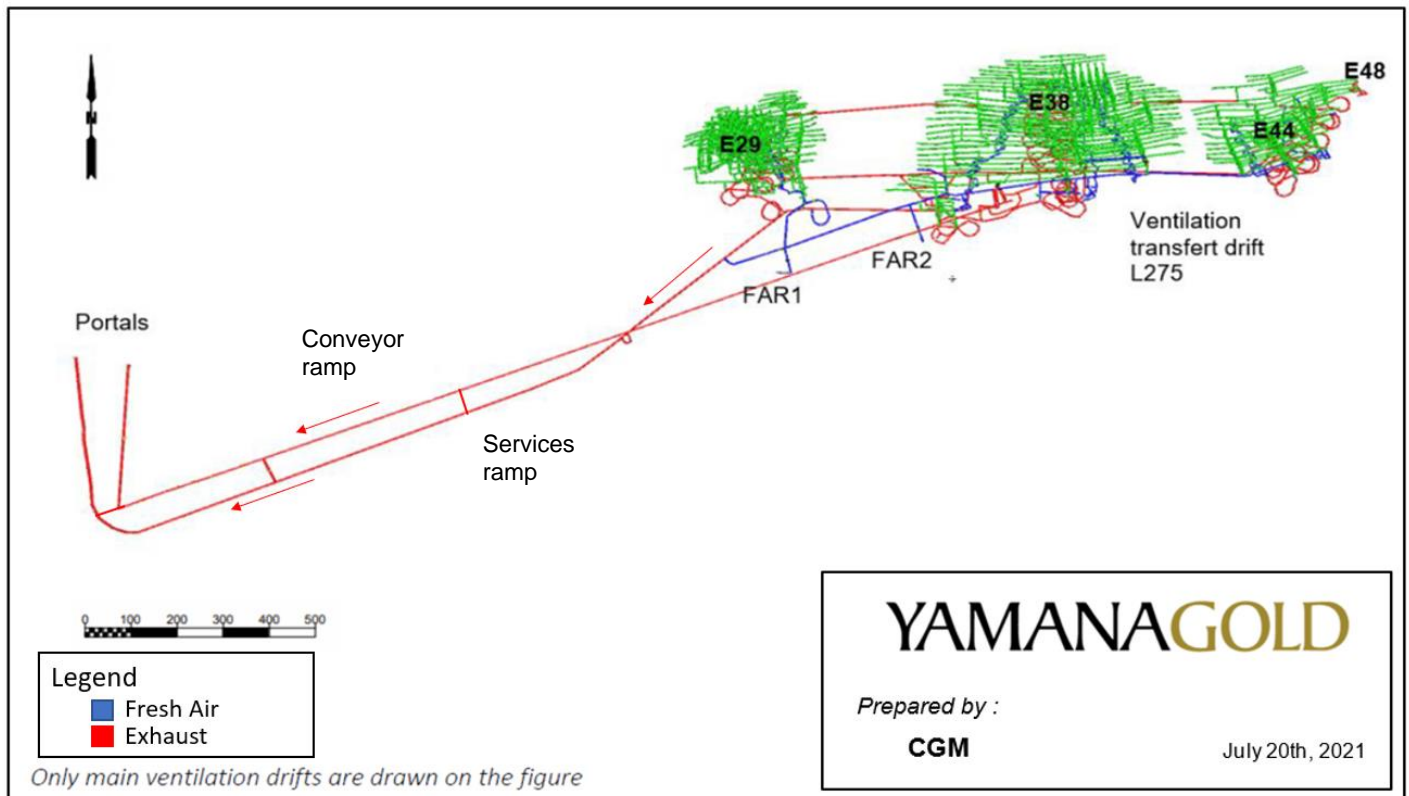 E48
E38
E29
E44
N
Ventilation
transfert drift
L275
FAR2
FAR1
Portals
Conveyor
ramp
Services
ramp
0 100 200 300 400 500
Legend
Fresh Air
Exhaust
Only main ventilation drifts are drawn on the figure
YAMANAGOLD
Prepared by :
CGM
July 20th, 2021